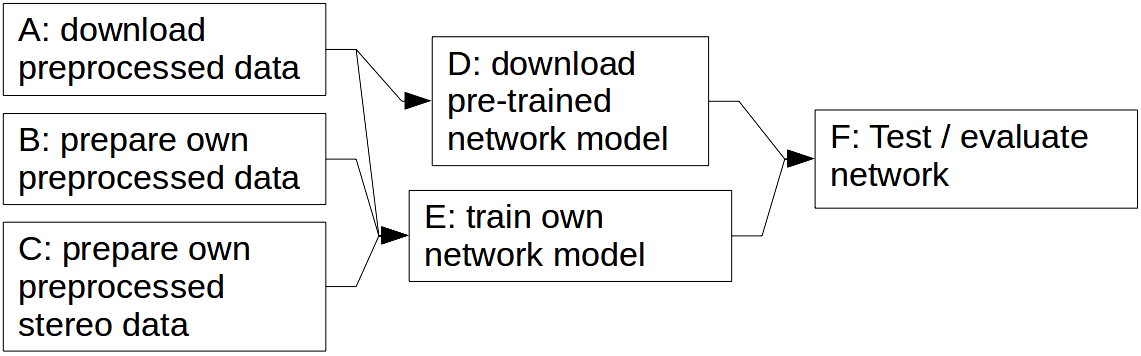 A: download
preprocessed data
B: prepare own
preprocessed data
C: prepare own
preprocessed
stereo data
D: download
pre-trained
network model
E: train own
network model
F: Test / evaluate
network